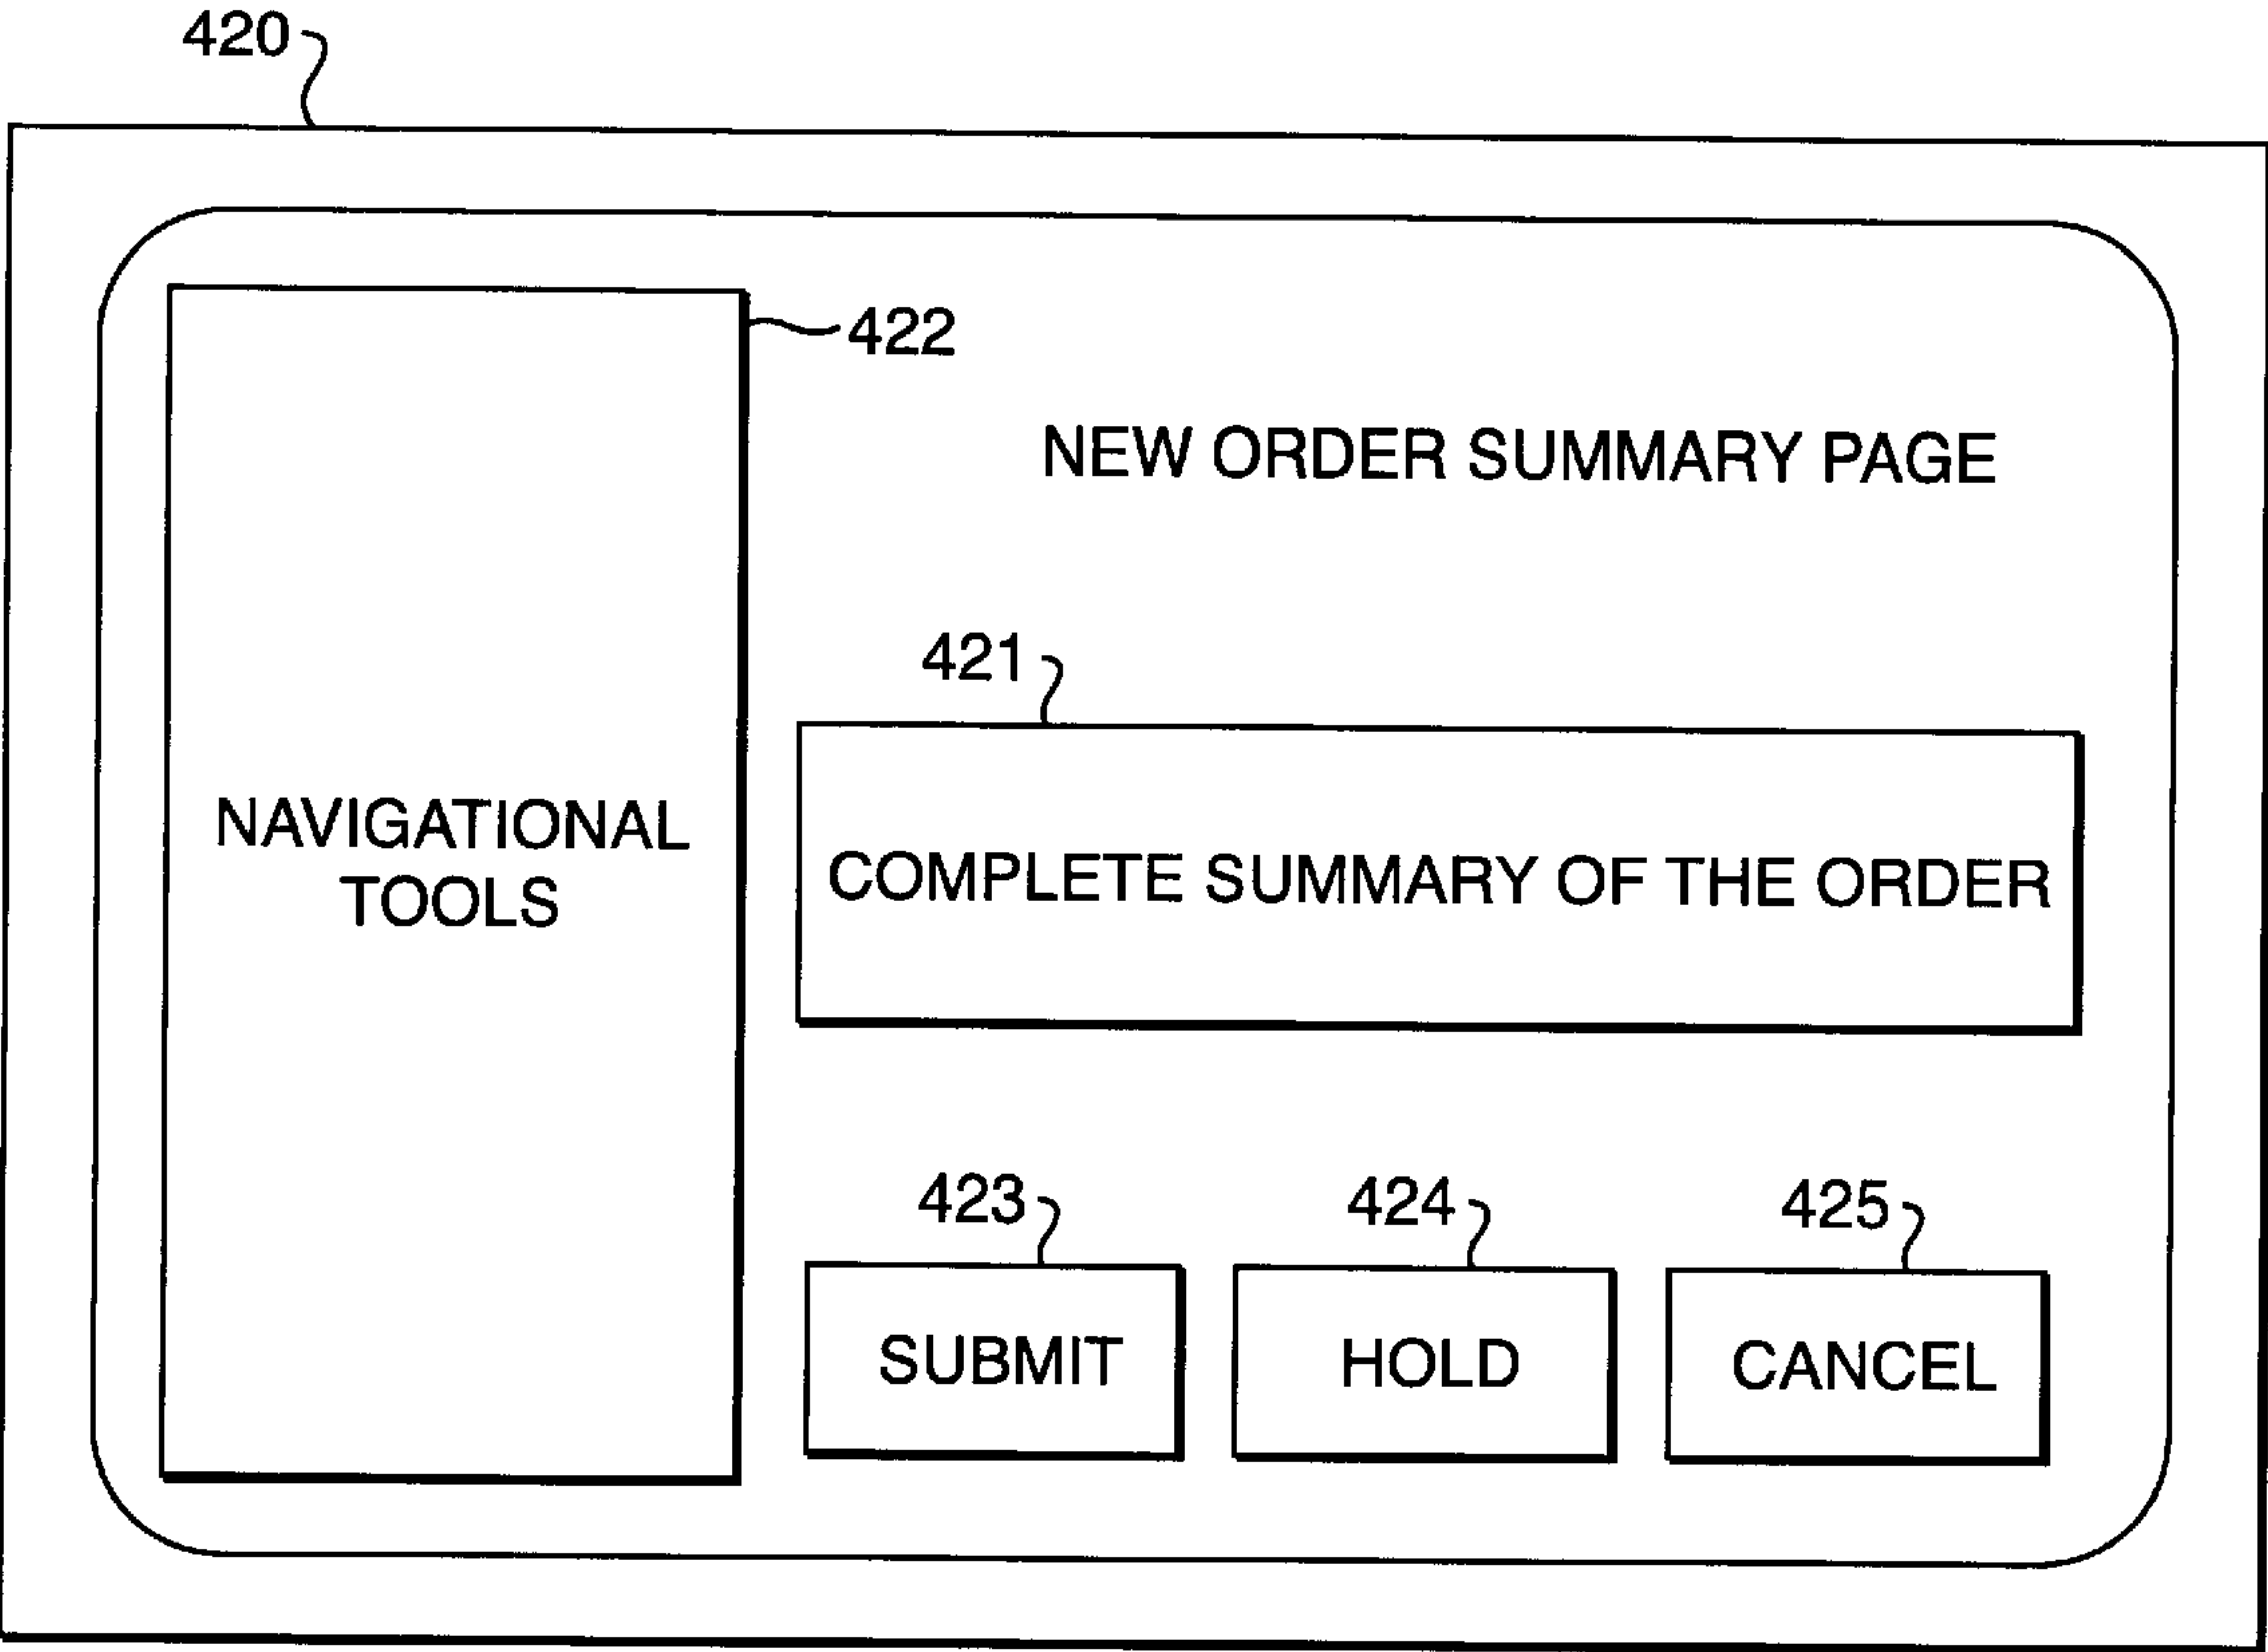 420
422
NEW ORDER SUMMARY PAGE
421
NAVIGATIONAL
TOOLS
COMPLETE SUMMARY OF THE ORDER
423
424
425
SUBMIT
HOLD
CANCEL